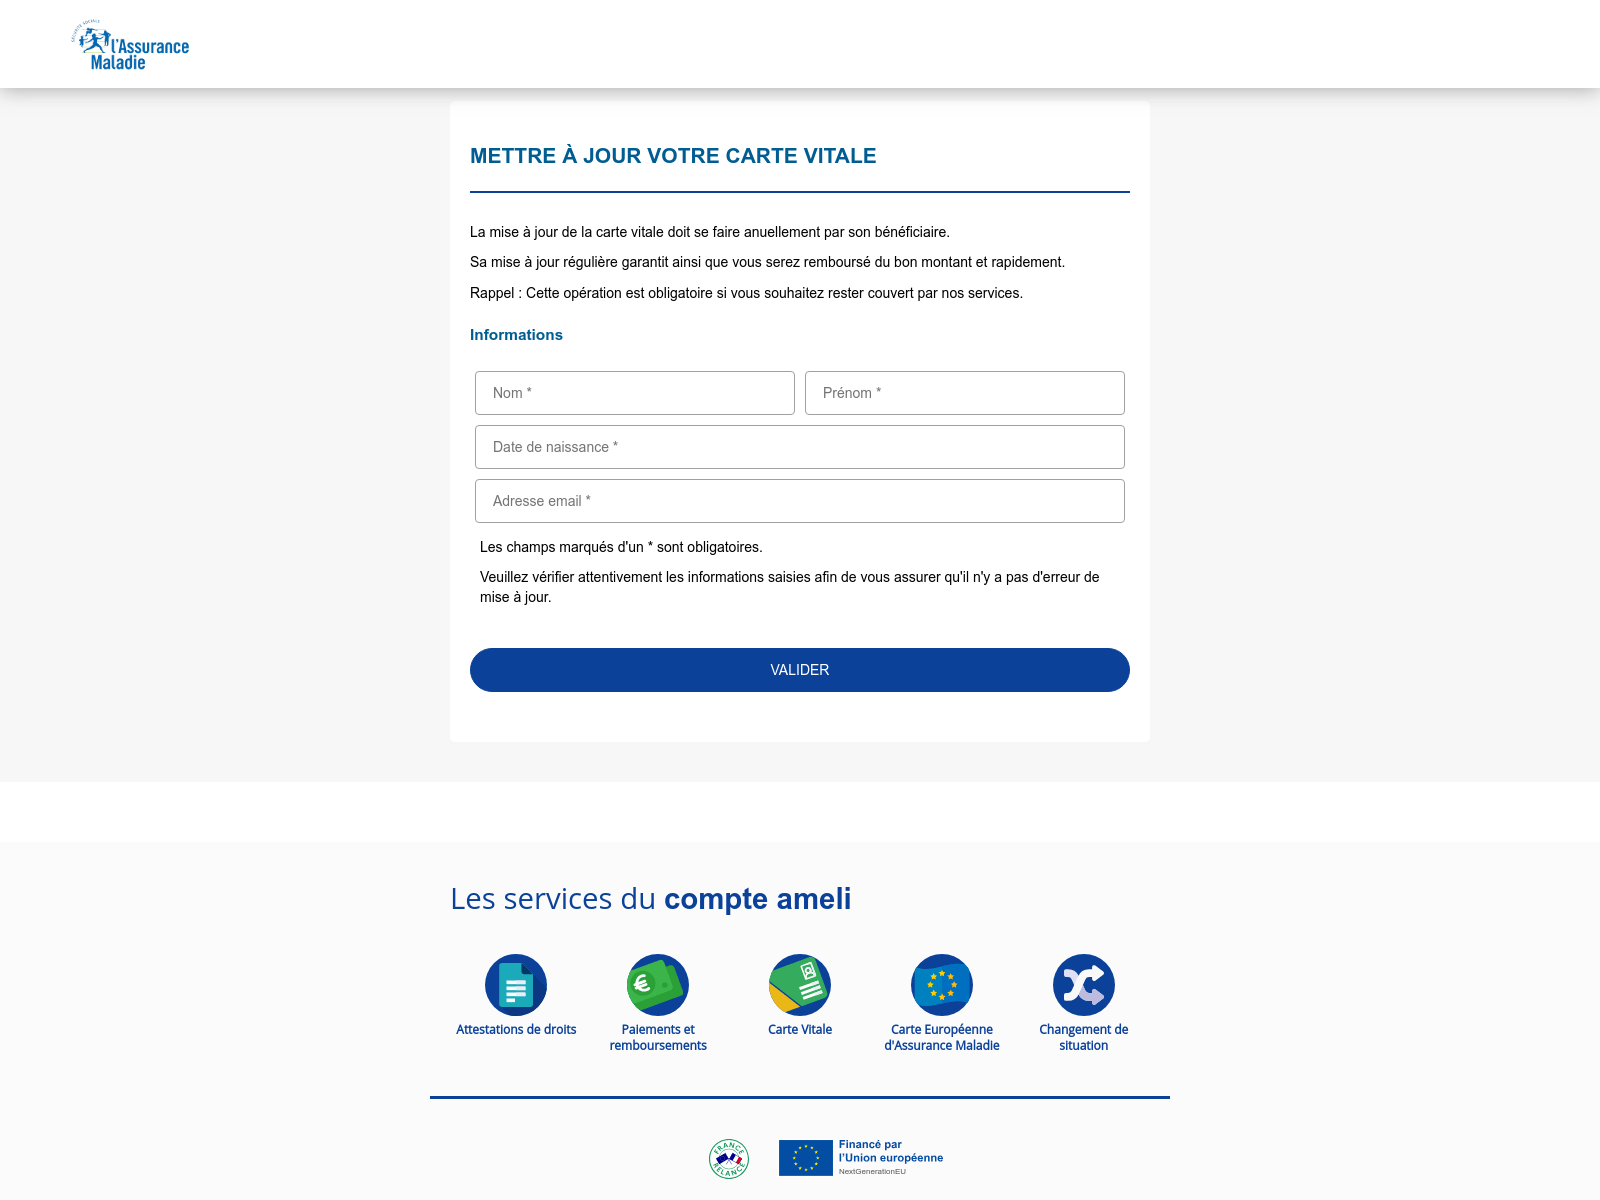 SÉCURITÉ SOCIALE
l'Assurance
Maladie
METTRE À JOUR VOTRE CARTE VITALE
La mise à jour de la carte vitale doit se faire anuellement par son bénéficiaire.
Sa mise à jour régulière garantit ainsi que vous serez remboursé du bon montant et rapidement.
Rappel : Cette opération est obligatoire si vous souhaitez rester couvert par nos services.
Informations
Nom * Prénom *
Date de naissance *
Adresse email *
Les champs marqués d'un * sont obligatoires.
Veuillez vérifier attentivement les informations saisies afin de vous assurer qu'il n'y a pas d'erreur de
mise à jour.
VALIDER
Les services du compte ameli
Attestations de droits
Paiements et
remboursements
Carte Vitale
Carte Européenne
d'Assurance Maladie
Changement de
situation
FRANCE
RELANCE
Financé par
l'Union européenne
NextGenerationEU